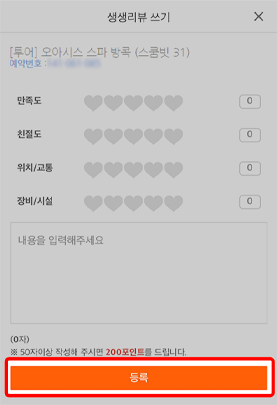 생생리뷰 쓰기
[투어] 오아시스 스파 방콕 (스쿰빗 31)
예약번호 :
만족도 0
친절도 0
위치/교통 0
장비/시설 0
내용을 입력해주세요
(0자)
※ 50자이상 작성해 주시면 200포인트를 드립니다.
등록